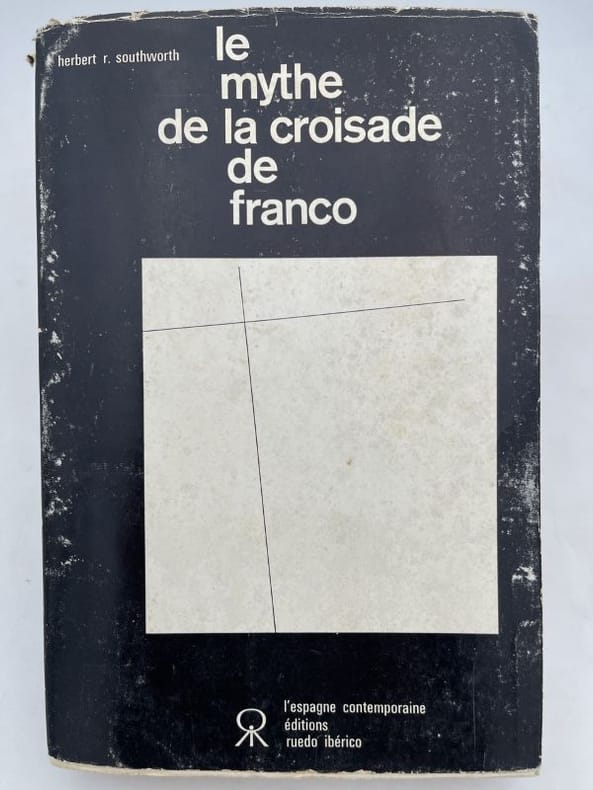 herbert r. southworth
le
mythe
de la croisade
de
franco
l'espagne contemporaine
éditions
ruedo ibérico